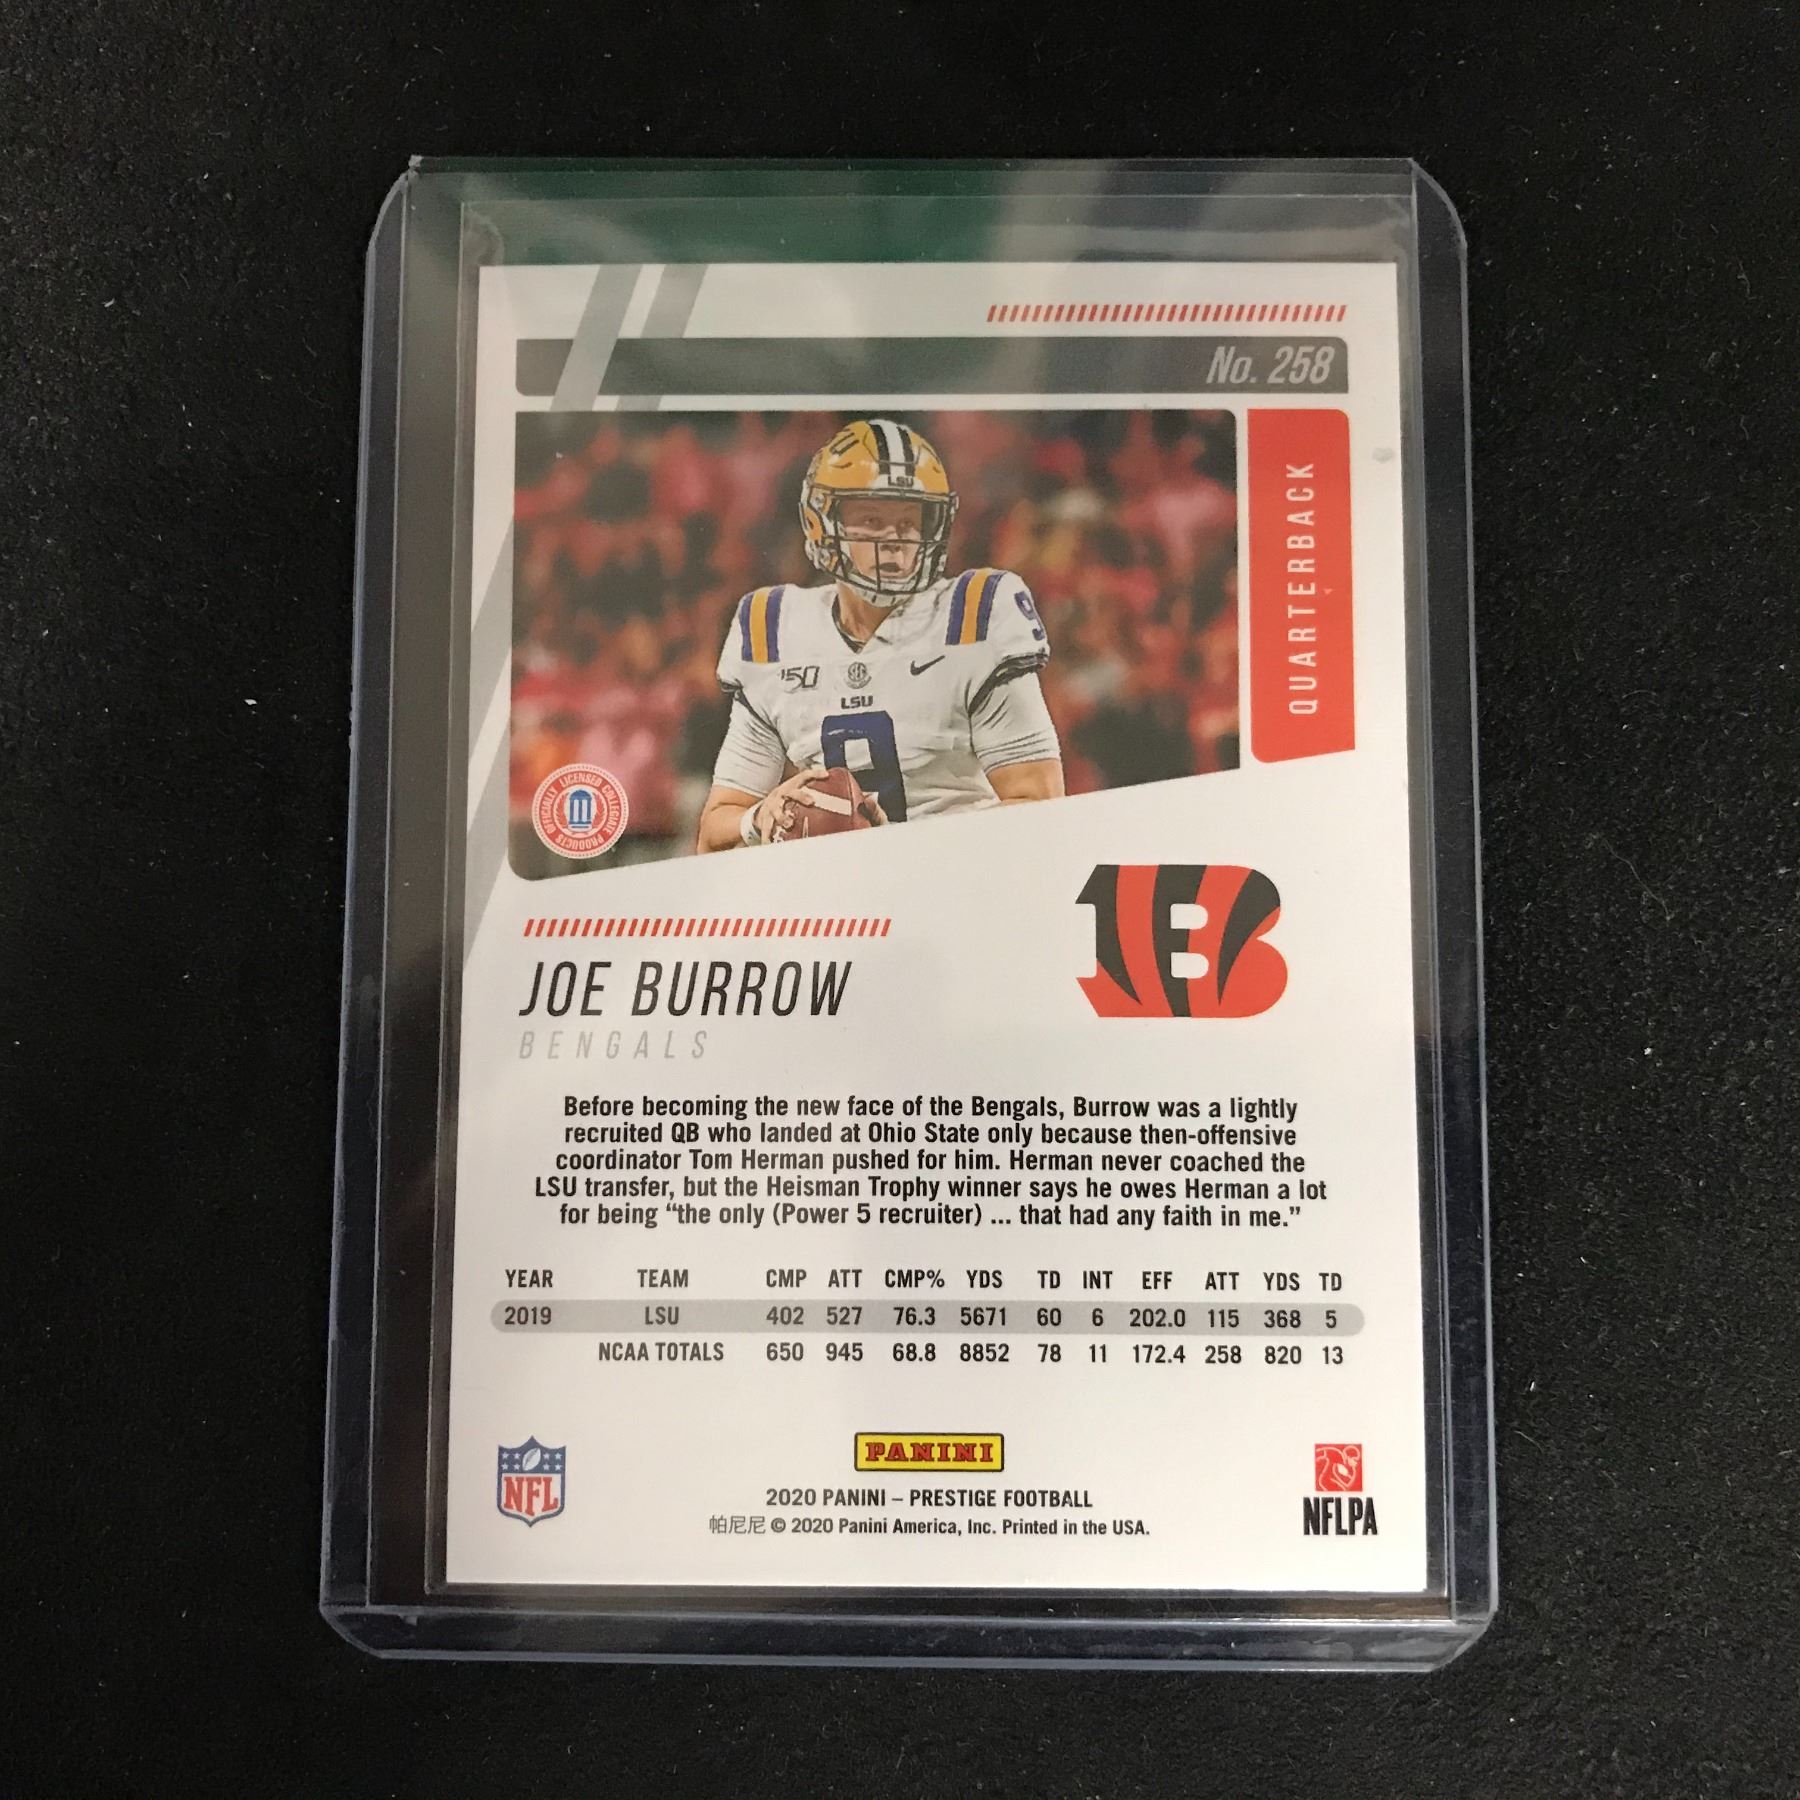 No. 258
QUARTERBACK
LSU
9
150
SEC
LSU
9
OFFICIALLY LICENSED COLLEGIATE PRODUCTS
B
JOE BURROW
BENGALS
Before becoming the new face of the Bengals, Burrow was a lightly
recruited QB who landed at Ohio State only because then-offensive
coordinator Tom Herman pushed for him. Herman never coached the
LSU transfer, but the Heisman Trophy winner says he owes Herman a lot
for being “the only (Power 5 recruiter) ... that had any faith in me.”
YEAR TEAM CMP ATT CMP% YDS TD INT EFF ATT YDS TD
2019 LSU 402 527 76.3 5671 60 6 202.0 115 368 5
NCAA TOTALS 650 945 68.8 8852 78 11 172.4 258 820 13
NFL
PANINI
2020 PANINI – PRESTIGE FOOTBALL
帕尼尼 © 2020 Panini America, Inc. Printed in the USA.
NFLPA